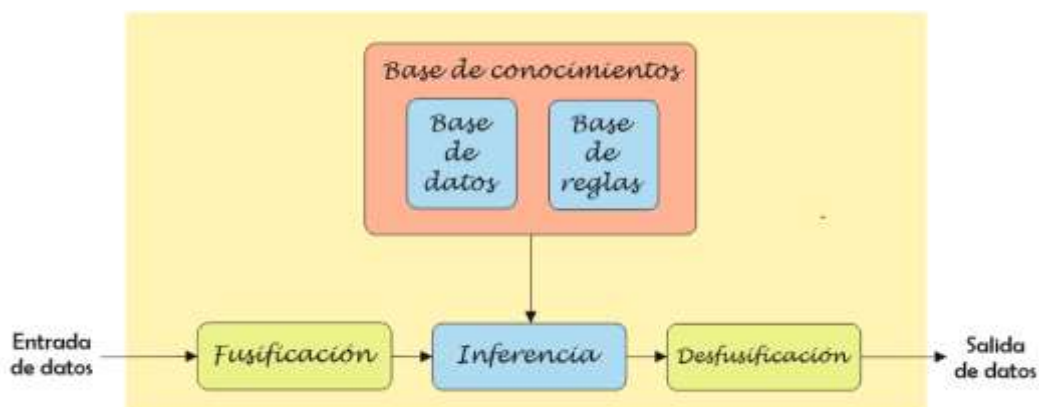 Base de conocimientos
Base
de
datos
Base
de
reglas
Entrada
de datos
Fusificación
Inferencia
Desfusificación
Salida
de datos